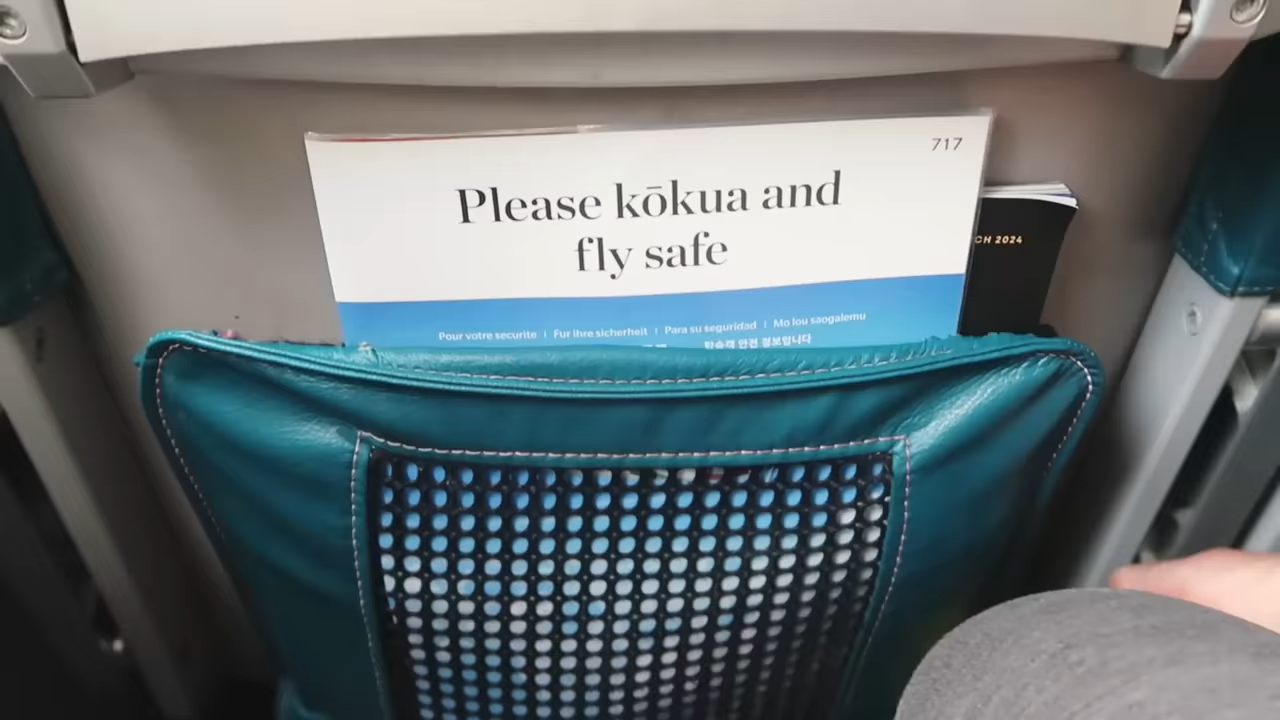 717
Please kōkua and
fly safe
Pour votre securite | Fur ihre sicherheit | Para su seguridad | Mo lou saogalemu
탑승객 안전 정보입니다
CH 2024